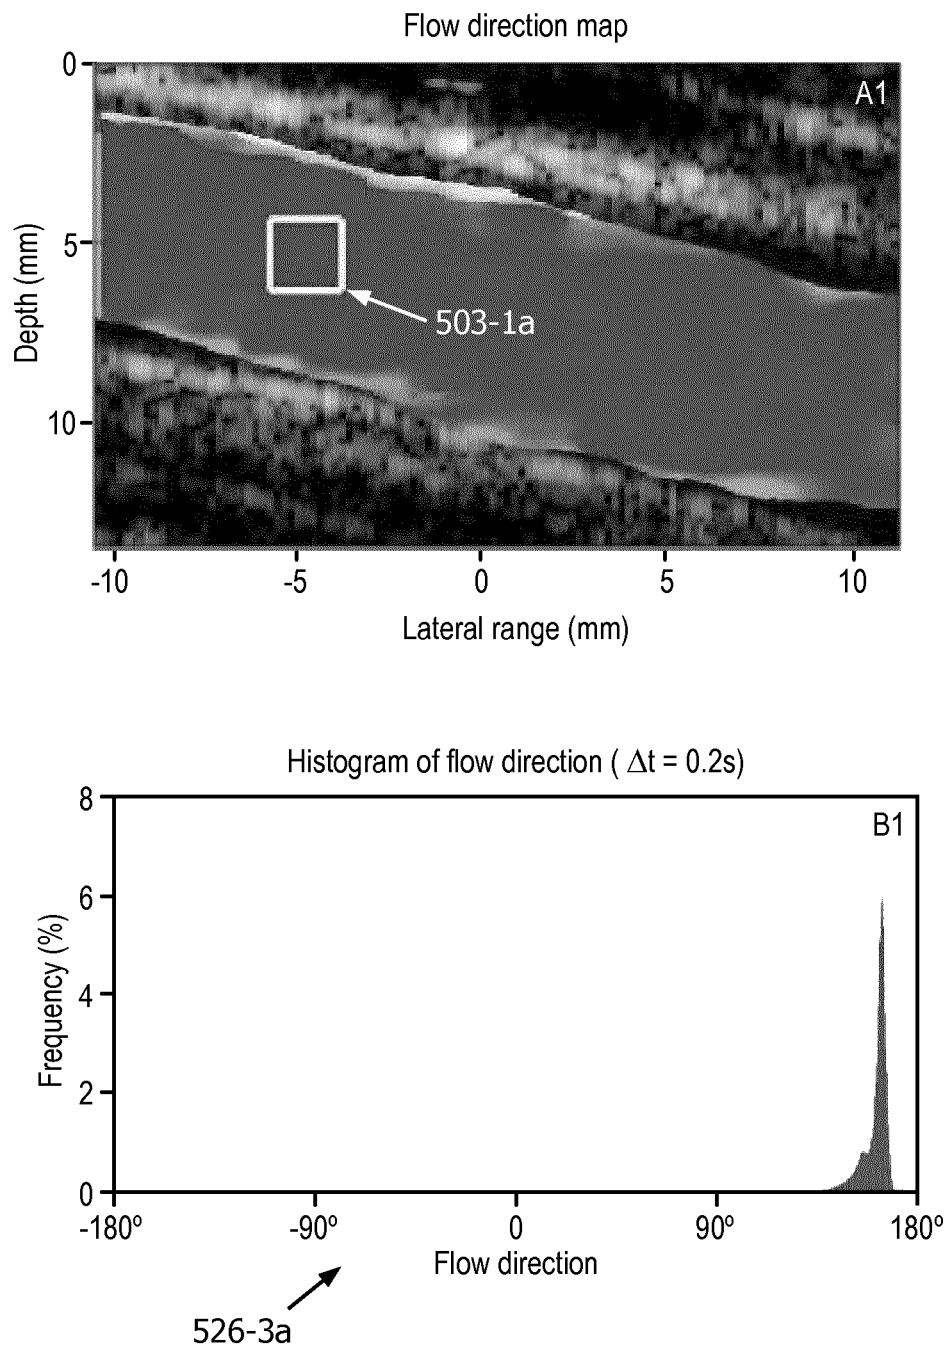 Flow direction map
A1
0
5
10
Depth (mm)
503-1a
-10
-5
0
5
10
Lateral range (mm)
Histogram of flow direction ( Δt = 0.2s)
B1
8
6
4
2
0
Frequency (%)
-180º
-90º
0
90º
180º
Flow direction
526-3a